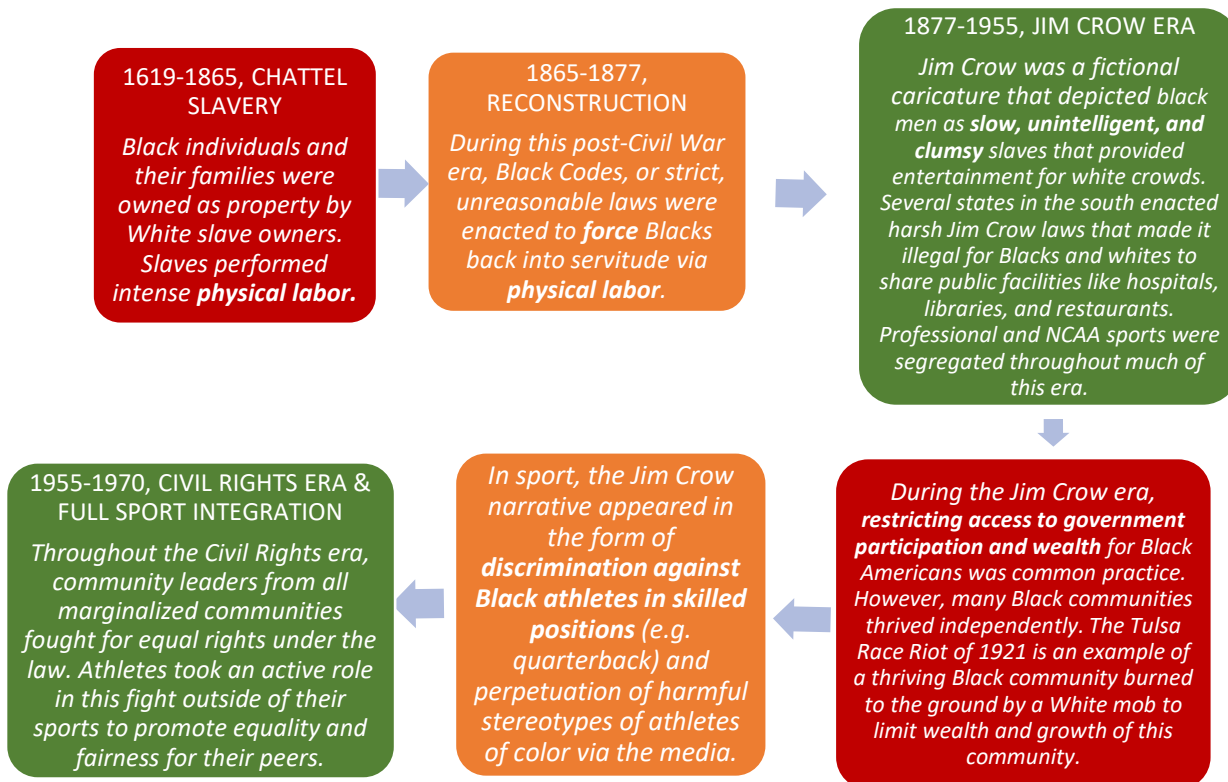 1619-1865, CHATTEL
SLAVERY
Black individuals and
their families were
owned as property by
White slave owners.
Slaves performed
intense physical labor.
1865-1877,
RECONSTRUCTION
During this post-Civil War
era, Black Codes, or strict,
unreasonable laws were
enacted to force Blacks
back into servitude via
physical labor.
1877-1955, JIM CROW ERA
Jim Crow was a fictional
caricature that depicted black
men as slow, unintelligent, and
clumsy slaves that provided
entertainment for white crowds.
Several states in the south enacted
harsh Jim Crow laws that made it
illegal for Blacks and whites to
share public facilities like hospitals,
libraries, and restaurants.
Professional and NCAA sports were
segregated throughout much of
this era.
During the Jim Crow era,
restricting access to government
participation and wealth for Black
Americans was common practice.
However, many Black communities
thrived independently. The Tulsa
Race Riot of 1921 is an example of
a thriving Black community burned
to the ground by a White mob to
limit wealth and growth of this
community.
In sport, the Jim Crow
narrative appeared in
the form of
discrimination against
Black athletes in skilled
positions (e.g.
quarterback) and
perpetuation of harmful
stereotypes of athletes
of color via the media.
1955-1970, CIVIL RIGHTS ERA &
FULL SPORT INTEGRATION
Throughout the Civil Rights era,
community leaders from all
marginalized communities
fought for equal rights under the
law. Athletes took an active role
in this fight outside of their
sports to promote equality and
fairness for their peers.